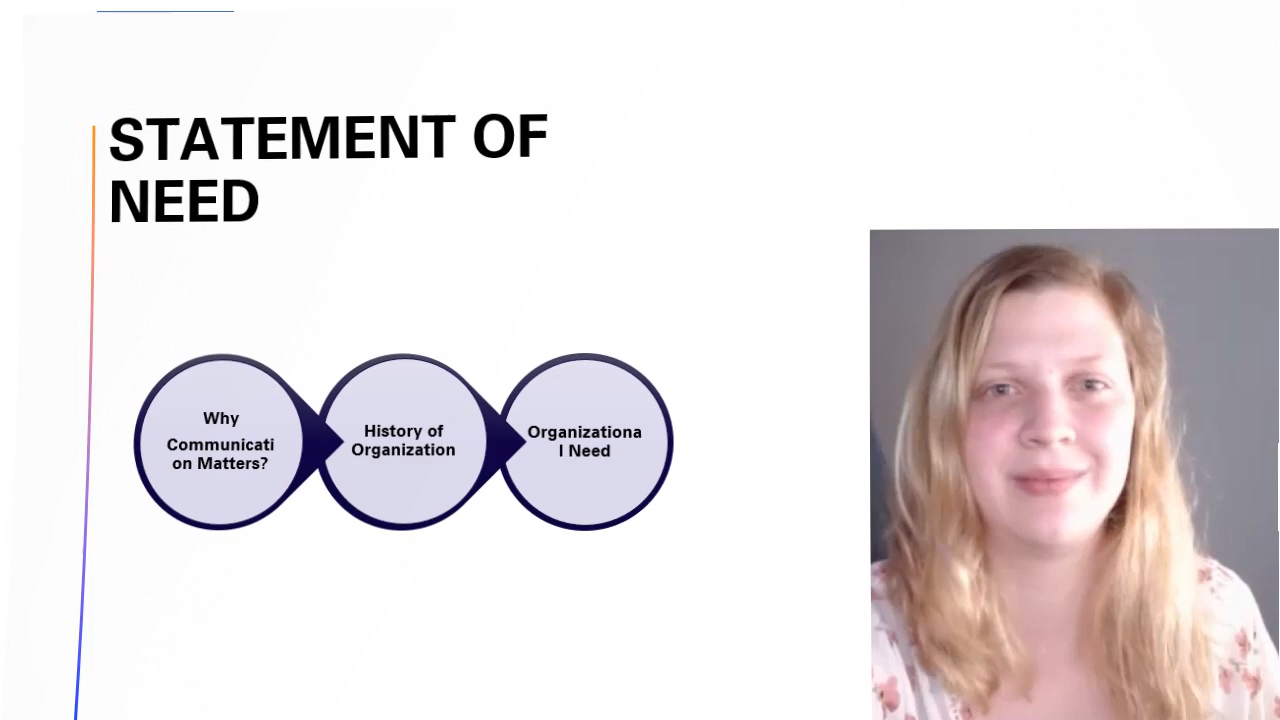 STATEMENT OF
NEED
Why
Communicati
on Matters?
History of
Organization
Organizationa
l Need